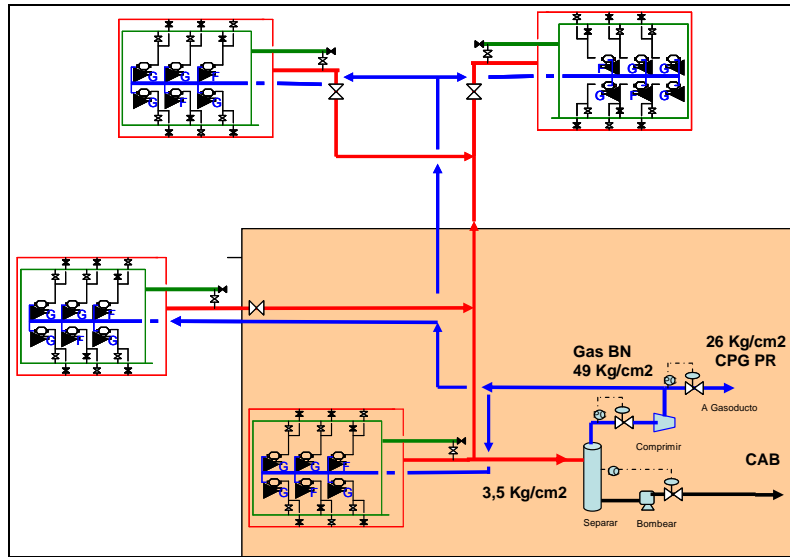 G G F
G F G
F G G
G F G
G G F
G F G
Gas BN
49 Kg/cm2
26 Kg/cm2
CPG PR
A Gasoducto
Comprimir
G G F
G F G
3,5 Kg/cm2
CAB
Separar
Bombear